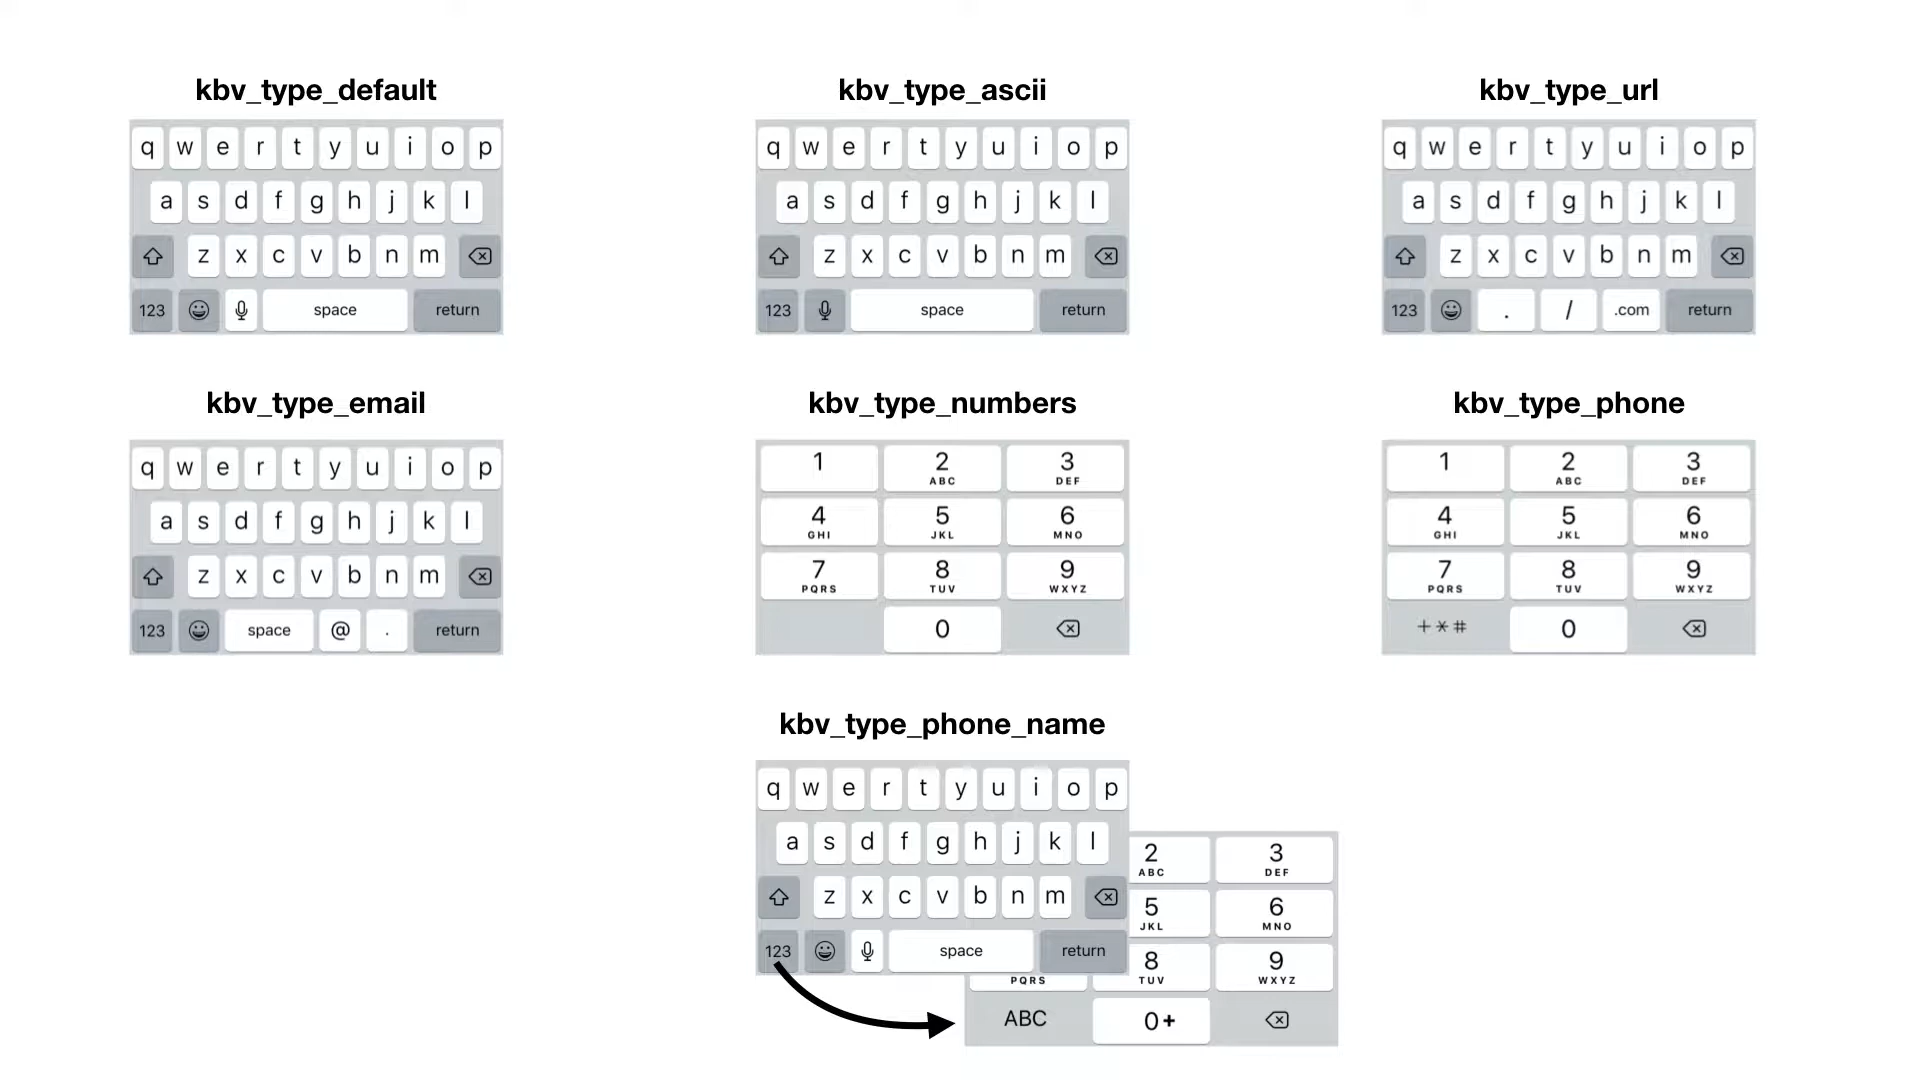 kbv_type_default
q w e r t y u i o p
a s d f g h j k l
z x c v b n m
123 space return
kbv_type_ascii
q w e r t y u i o p
a s d f g h j k l
z x c v b n m
123 space return
kbv_type_url
q w e r t y u i o p
a s d f g h j k l
z x c v b n m
123 . / .com return
kbv_type_email
q w e r t y u i o p
a s d f g h j k l
z x c v b n m
123 space @ . return
kbv_type_numbers
1 2 3
ABC DEF
4 5 6
GHI JKL MNO
7 8 9
PQRS TUV WXYZ
0
kbv_type_phone
1 2 3
ABC DEF
4 5 6
GHI JKL MNO
7 8 9
PQRS TUV WXYZ
+*# 0
kbv_type_phone_name
q w e r t y u i o p
a s d f g h j k l
z x c v b n m
123 space return
2 3
ABC DEF
5 6
JKL MNO
8 9
PQRS TUV WXYZ
ABC 0+